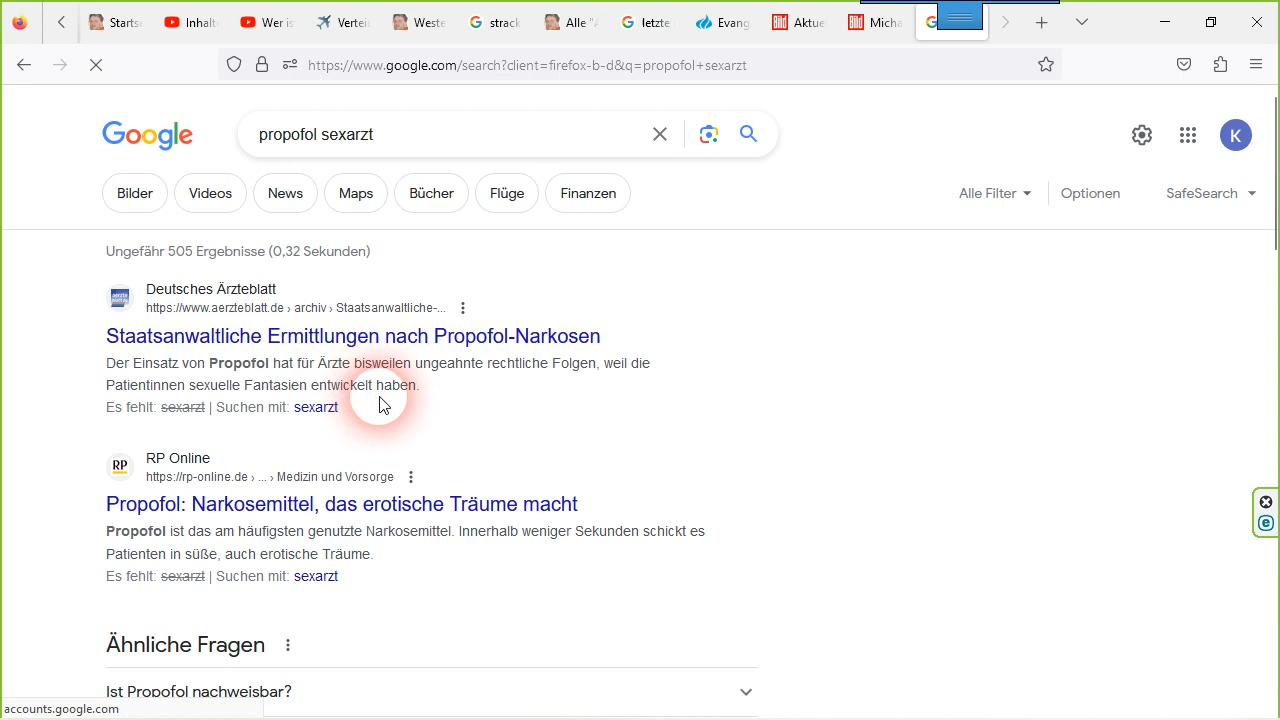 Starts
Inhalt
Wer is
Vertei
Weste
strack
Alle "A
letzte
Evang
Aktue
Micha
https://www.google.com/search?client=firefox-b-d&q=propofol+sexarzt
Google
propofol sexarzt
K
Bilder
Videos
News
Maps
Bücher
Flüge
Finanzen
Alle Filter
Optionen
SafeSearch
Ungefähr 505 Ergebnisse (0,32 Sekunden)
Deutsches Ärzteblatt
https://www.aerzteblatt.de › archiv › Staatsanwaltliche-...
Staatsanwaltliche Ermittlungen nach Propofol-Narkosen
Der Einsatz von Propofol hat für Ärzte bisweilen ungeahnte rechtliche Folgen, weil die
Patientinnen sexuelle Fantasien entwickelt haben.
Es fehlt: sexarzt | Suchen mit: sexarzt
RP
RP Online
https://rp-online.de › ... › Medizin und Vorsorge
Propofol: Narkosemittel, das erotische Träume macht
Propofol ist das am häufigsten genutzte Narkosemittel. Innerhalb weniger Sekunden schickt es
Patienten in süße, auch erotische Träume.
Es fehlt: sexarzt | Suchen mit: sexarzt
Ähnliche Fragen
Ist Propofol nachweisbar?
accounts.google.com